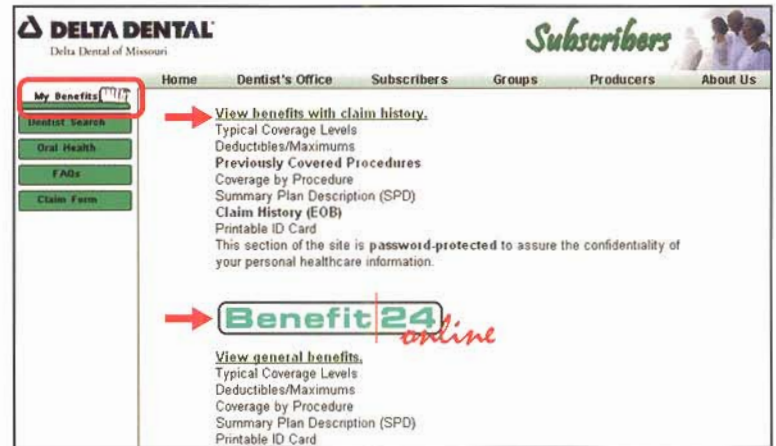 DELTA DENTAL®
Delta Dental of Missouri
Subscribers
Home Dentist's Office Subscribers Groups Producers About Us
My Benefits
Dentist Search
Oral Health
FAQs
Claim Form
View benefits with claim history.
Typical Coverage Levels
Deductibles/Maximums
Previously Covered Procedures
Coverage by Procedure
Summary Plan Description (SPD)
Claim History (EOB)
Printable ID Card
This section of the site is password-protected to assure the confidentiality of
your personal healthcare information.
Benefit 24
online
View general benefits.
Typical Coverage Levels
Deductibles/Maximums
Coverage by Procedure
Summary Plan Description (SPD)
Printable ID Card